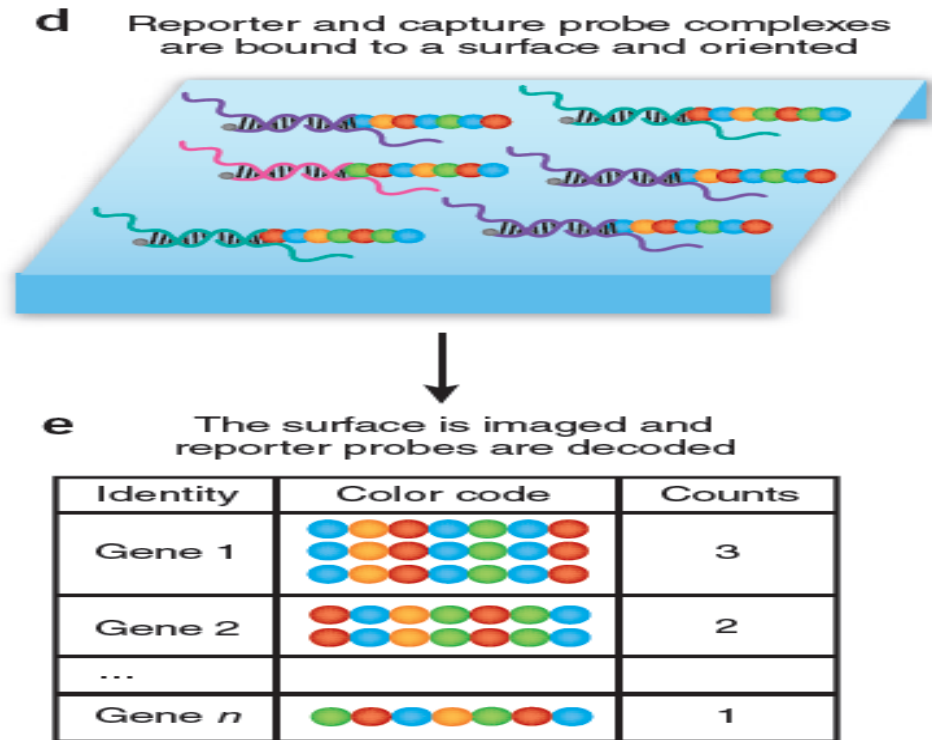 d Reporter and capture probe complexes
are bound to a surface and oriented
e The surface is imaged and
reporter probes are decoded
Identity Color code Counts
Gene 1 3
Gene 2 2
...
Gene n 1